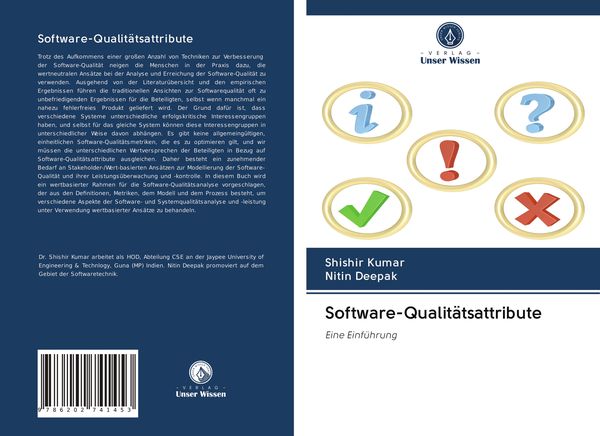 Software-Qualitätsattribute
Trotz des Aufkommens einer großen Anzahl von Techniken zur Verbesserung
der Software-Qualität neigen die Menschen in der Praxis dazu, die
wertneutralen Ansätze bei der Analyse und Erreichung der Software-Qualität zu
verwenden. Ausgehend von der Literaturübersicht und den empirischen
Ergebnissen führen die traditionellen Ansichten zur Softwarequalität oft zu
unbefriedigenden Ergebnissen für die Beteiligten, selbst wenn manchmal ein
nahezu fehlerfreies Produkt geliefert wird. Der Grund dafür ist, dass
verschiedene Systeme unterschiedliche erfolgskritische Interessengruppen
haben, und selbst für das gleiche System können diese Interessengruppen in
unterschiedlicher Weise davon abhängen. Es gibt keine allgemeingültigen,
einheitlichen Software-Qualitätsmetriken, die es zu optimieren gilt, und wir
müssen die unterschiedlichen Wertversprechen der Beteiligten in Bezug auf
Software-Qualitätsattribute ausgleichen. Daher besteht ein zunehmender
Bedarf an Stakeholder-/Wert-basierten Ansätzen zur Modellierung der Software-
Qualität und ihrer Leistungsüberwachung und -kontrolle. In diesem Buch wird
ein wertbasierter Rahmen für die Software-Qualitätsanalyse vorgeschlagen,
der aus den Definitionen, Metriken, dem Modell und dem Prozess besteht, um
verschiedene Aspekte der Software- und Systemqualitätsanalyse und -leistung
unter Verwendung wertbasierter Ansätze zu behandeln.
Dr. Shishir Kumar arbeitet als HOD, Abteilung CSE an der Jaypee University of
Engineering & Technlogy, Guna (MP) Indien. Nitin Deepak promoviert auf dem
Gebiet der Softwaretechnik.
9 786202 741453
VERLAG
Unser Wissen
VERLAG
Unser Wissen
i
?
!
Shishir Kumar
Nitin Deepak
Software-Qualitätsattribute
Eine Einführung